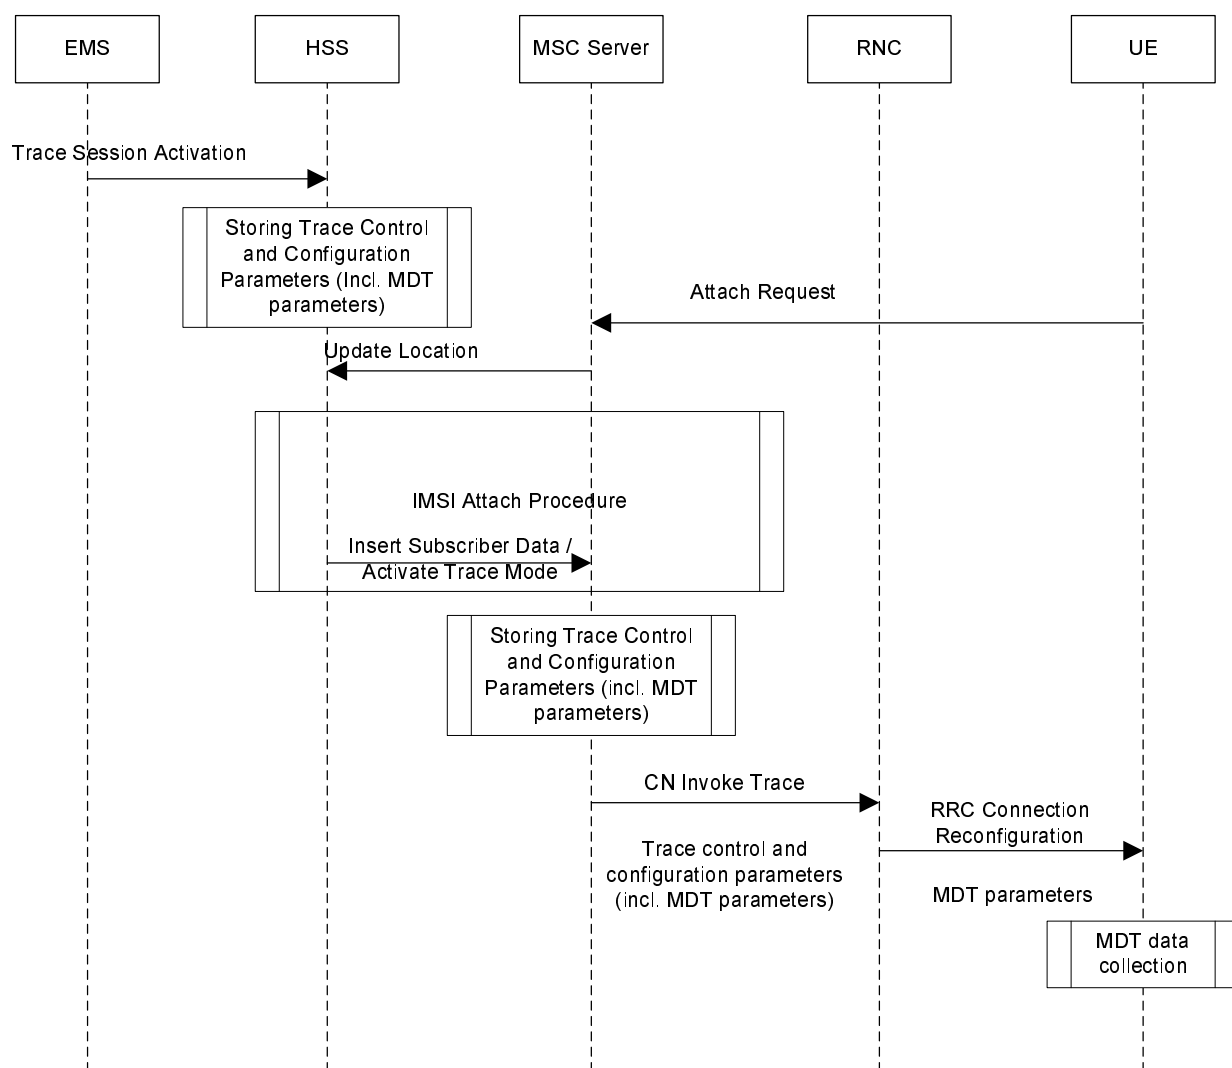 EMS
HSS
MSC Server
RNC
UE
Trace Session Activation
Storing Trace Control
and Configuration
Parameters (Incl. MDT
parameters)
Attach Request
Update Location
IMSI Attach Procedure
Insert Subscriber Data /
Activate Trace Mode
Storing Trace Control
and Configuration
Parameters (incl. MDT
parameters)
CN Invoke Trace
RRC Connection
Reconfiguration
Trace control and
configuration parameters
(incl. MDT parameters)
MDT parameters
MDT data
collection